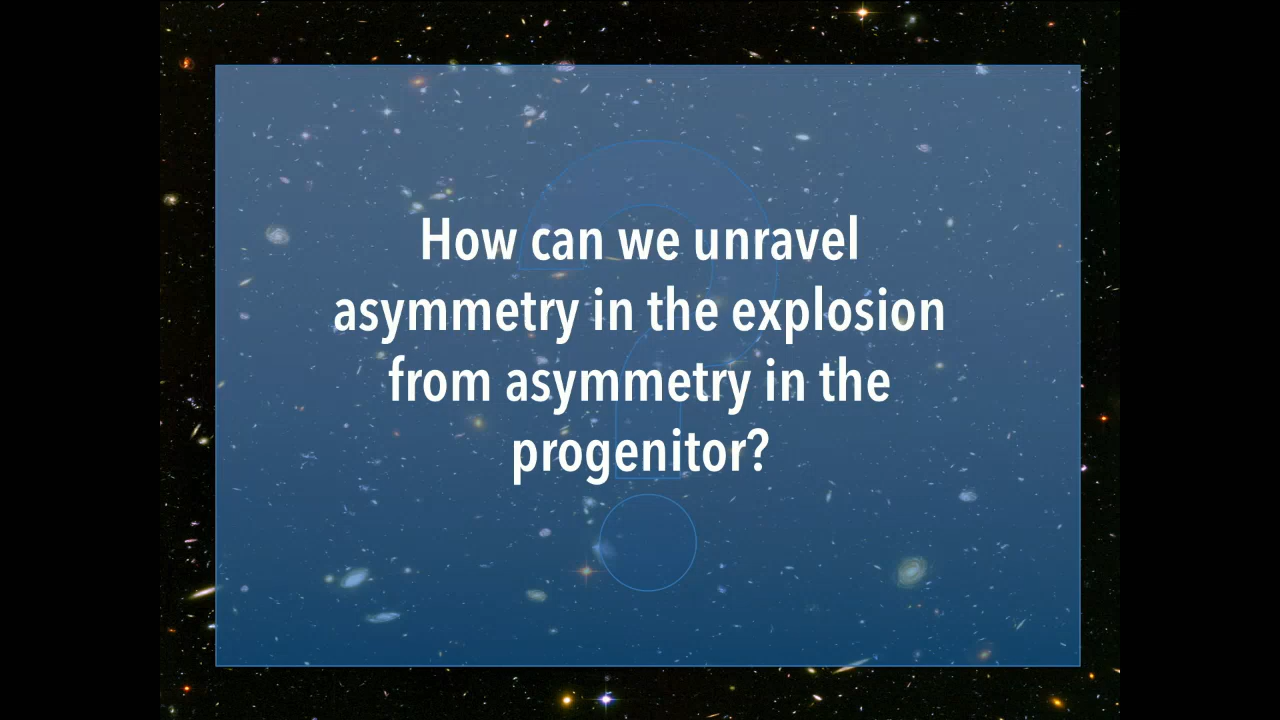 How can we unravel
asymmetry in the explosion
from asymmetry in the
progenitor?